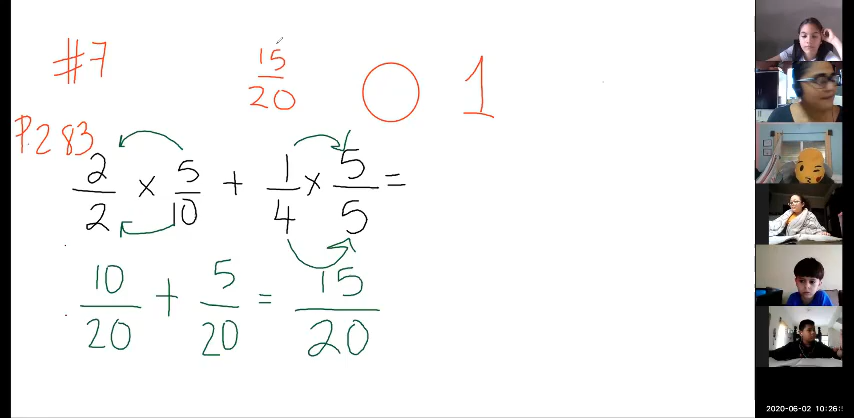 #7 15/20 ○ 1
P.283
2/2 × 5/10 + 1/4 × 5/5 =
10/20 + 5/20 = 15/20
2020-06-02 10:26:5